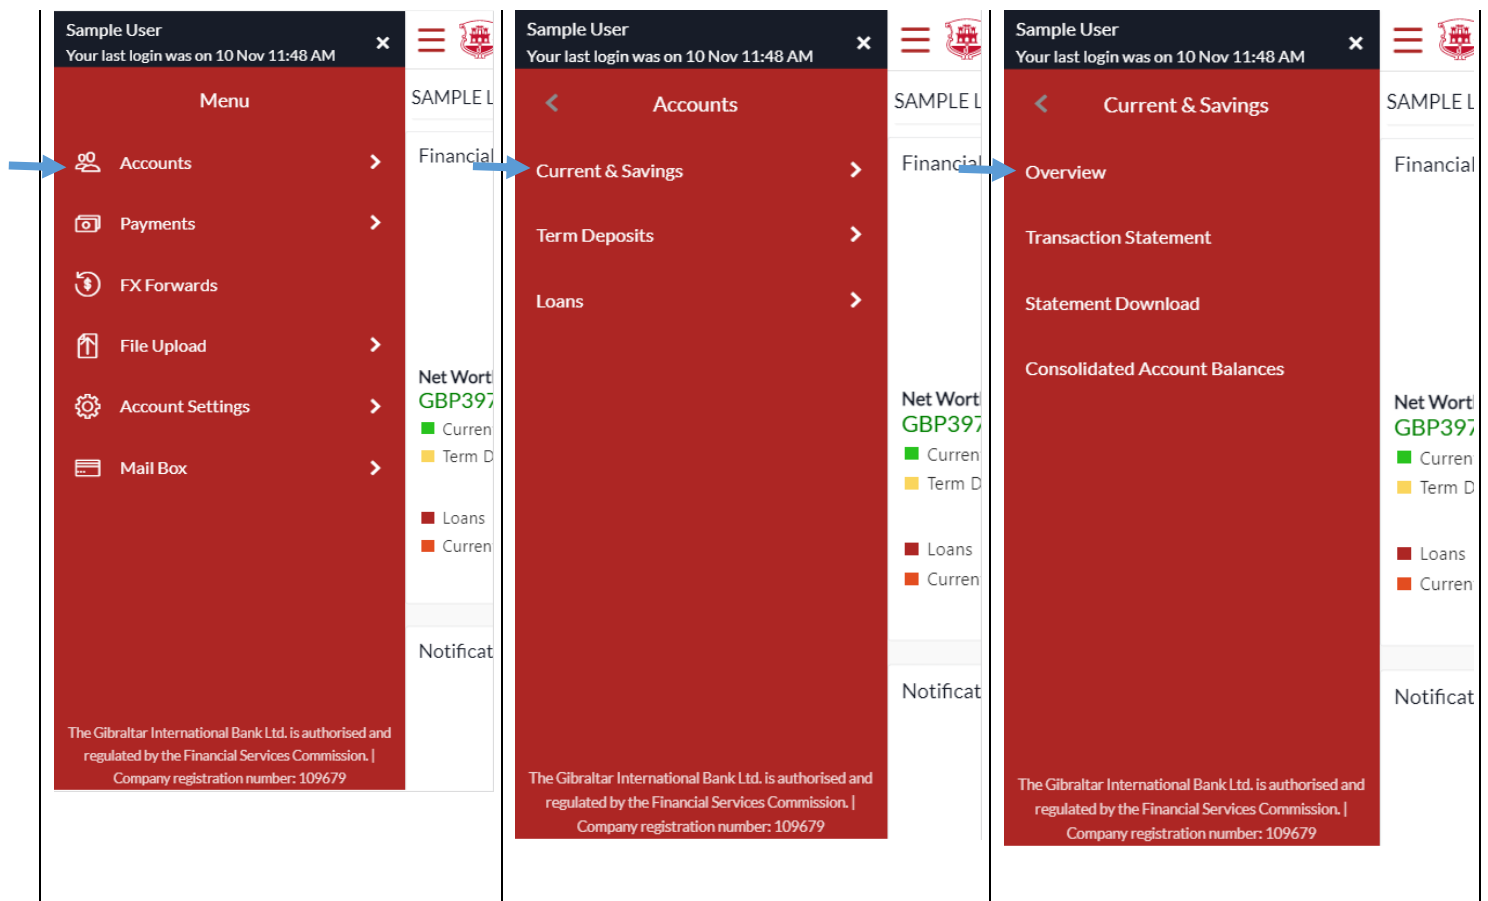 Sample User
Your last login was on 10 Nov 11:48 AM
Menu
Accounts
Payments
FX Forwards
File Upload
Account Settings
Mail Box
The Gibraltar International Bank Ltd. is authorised and
regulated by the Financial Services Commission. |
Company registration number: 109679
SAMPLE L
Financial
Net Wort
GBP397
Curren
Term D
Loans
Curren
Notificat
Sample User
Your last login was on 10 Nov 11:48 AM
Accounts
Current & Savings
Term Deposits
Loans
The Gibraltar International Bank Ltd. is authorised and
regulated by the Financial Services Commission. |
Company registration number: 109679
SAMPLE L
Financial
Net Wort
GBP397
Curren
Term D
Loans
Curren
Notificat
Sample User
Your last login was on 10 Nov 11:48 AM
Current & Savings
Overview
Transaction Statement
Statement Download
Consolidated Account Balances
The Gibraltar International Bank Ltd. is authorised and
regulated by the Financial Services Commission. |
Company registration number: 109679
SAMPLE L
Financial
Net Wort
GBP397
Curren
Term D
Loans
Curren
Notificat